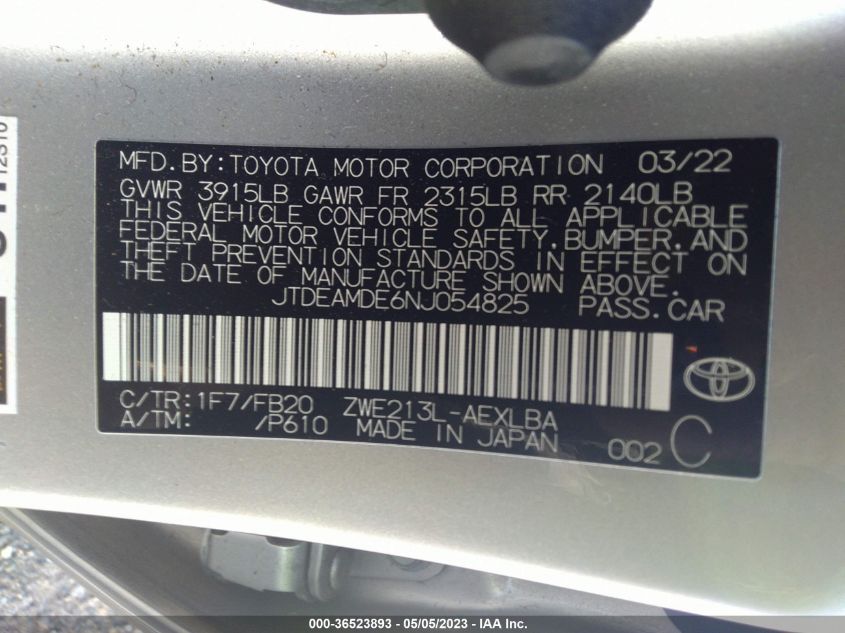 MFD.BY:TOYOTA MOTOR CORPORATION 03/22
GVWR 3915LB GAWR FR 2315LB RR 2140LB
THIS VEHICLE CONFORMS TO ALL APPLICABLE
FEDERAL MOTOR VEHICLE SAFETY,BUMPER,AND
THEFT PREVENTION STANDARDS IN EFFECT ON
THE DATE OF MANUFACTURE SHOWN ABOVE.
JTDEAMDE6NJ054825 PASS.CAR
C/TR:1F7/FB20 ZWE213L-AEXLBA
A/TM: /P610 MADE IN JAPAN 002 C
000-36523893 - 05/05/2023 - IAA Inc.